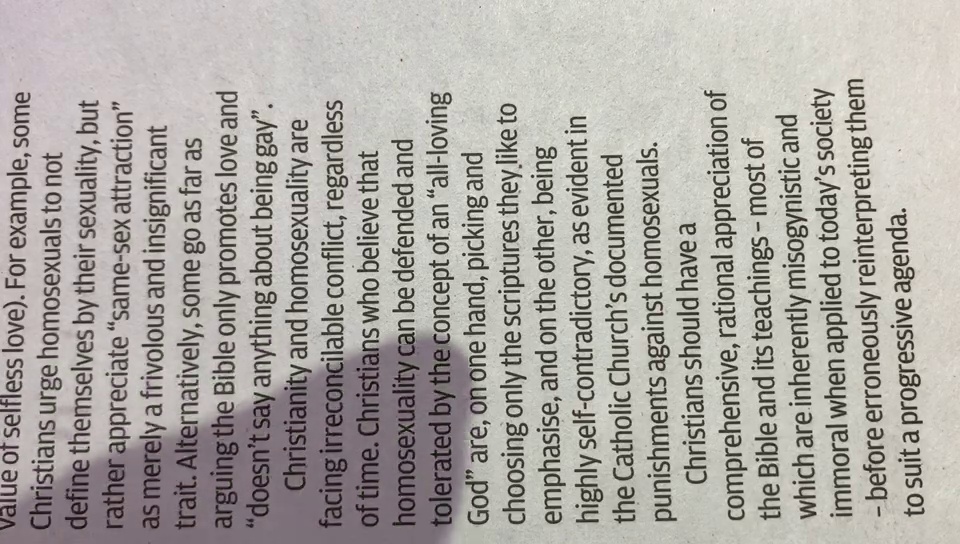 value of selfless love). For example, some
Christians urge homosexuals to not
define themselves by their sexuality, but
rather appreciate “same-sex attraction”
as merely a frivolous and insignificant
trait. Alternatively, some go as far as
arguing the Bible only promotes love and
“doesn’t say anything about being gay”.
Christianity and homosexuality are
facing irreconcilable conflict, regardless
of time. Christians who believe that
homosexuality can be defended and
tolerated by the concept of an “all-loving
God” are, on one hand, picking and
choosing only the scriptures they like to
emphasise, and on the other, being
highly self-contradictory, as evident in
the Catholic Church’s documented
punishments against homosexuals.
Christians should have a
comprehensive, rational appreciation of
the Bible and its teachings – most of
which are inherently misogynistic and
immoral when applied to today’s society
– before erroneously reinterpreting them
to suit a progressive agenda.